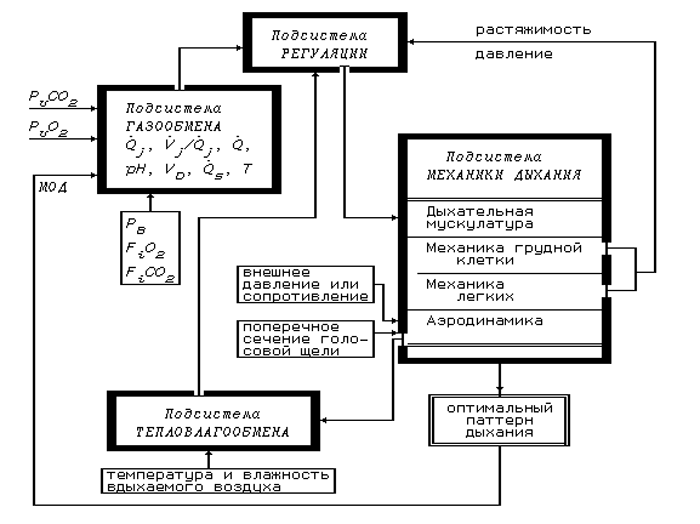 Подсистема
РЕГУЛЯЦИИ
растяжимость
давление
PvCO2
PvO2
МОД
Подсистема
ГАЗООБМЕНА
Q̇j, V̇j/Q̇j, Q̇,
pH, VD, Q̇s, T
PB
FiO2
FiCO2
Подсистема
МЕХАНИКИ ДЫХАНИЯ
Дыхательная
мускулатура
Механика грудной
клетки
Механика
легких
Аэродинамика
внешнее
давление или
сопротивление
поперечное
сечение голо-
совой щели
Подсистема
ТЕПЛОВЛАГООБМЕНА
оптимальный
паттерн
дыхания
температура и влажность
вдыхаемого воздуха